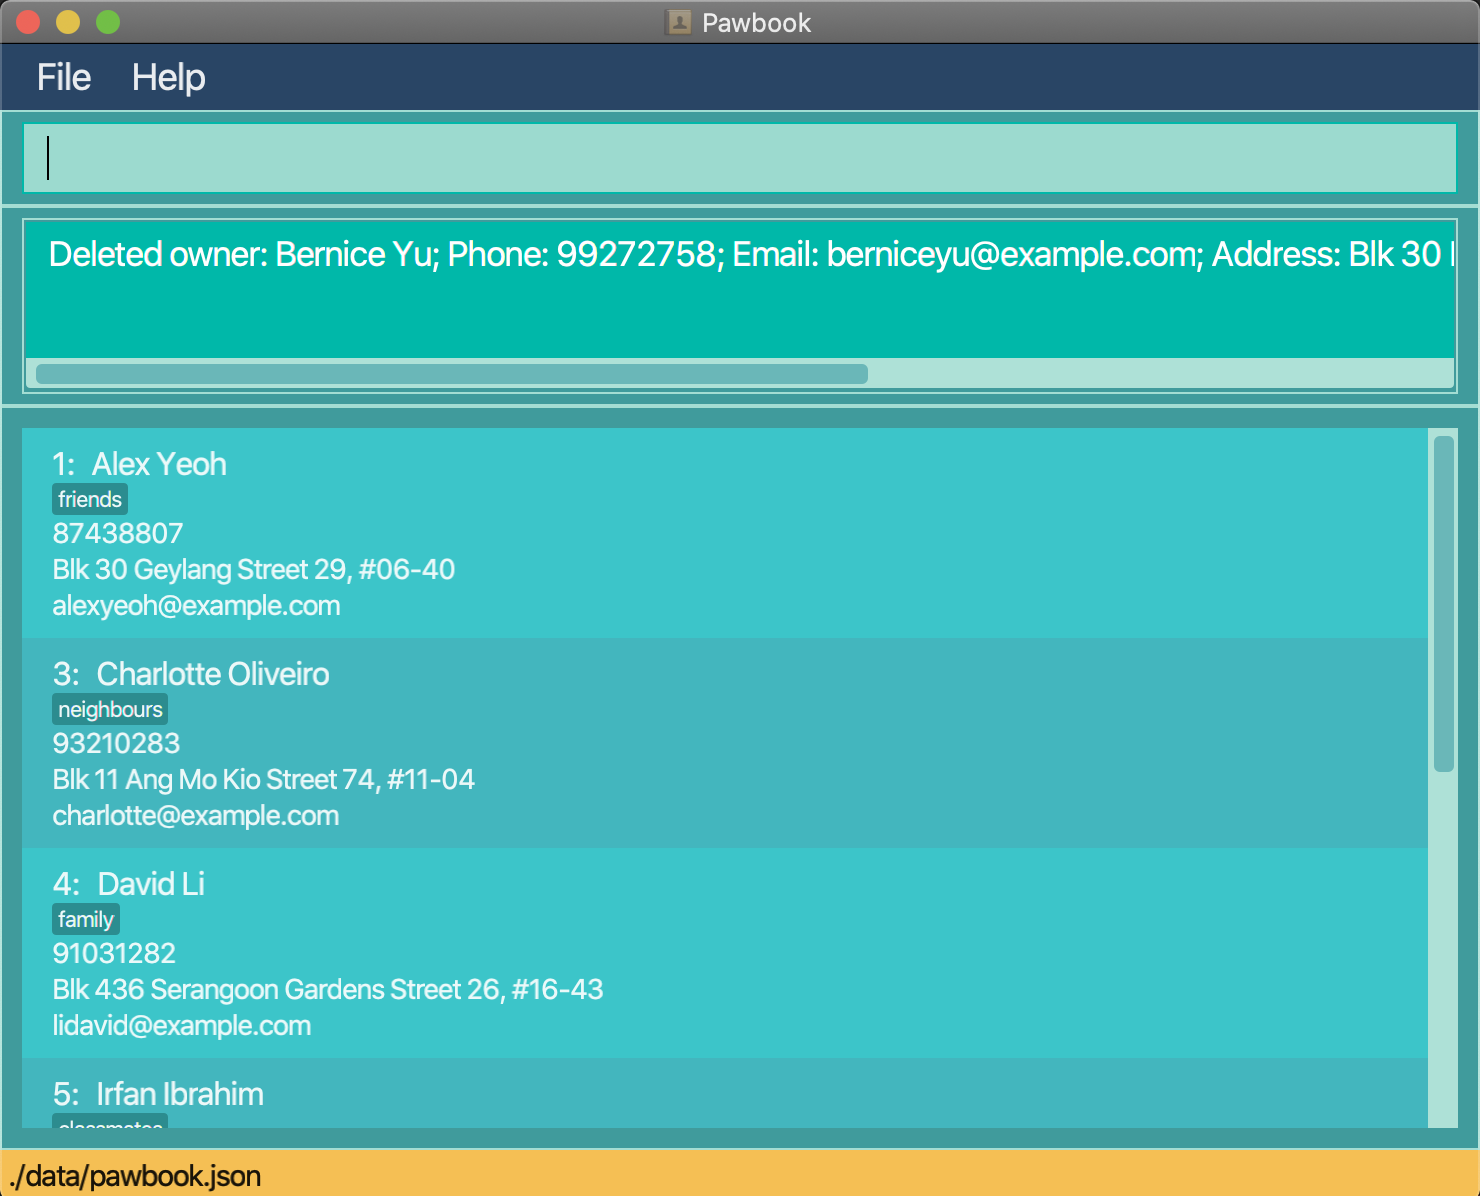 Pawbook
File Help
Deleted owner: Bernice Yu; Phone: 99272758; Email: berniceyu@example.com; Address: Blk 30
1: Alex Yeoh
friends
87438807
Blk 30 Geylang Street 29, #06-40
alexyeoh@example.com
3: Charlotte Oliveiro
neighbours
93210283
Blk 11 Ang Mo Kio Street 74, #11-04
charlotte@example.com
4: David Li
family
91031282
Blk 436 Serangoon Gardens Street 26, #16-43
lidavid@example.com
5: Irfan Ibrahim
classmates
./data/pawbook.json